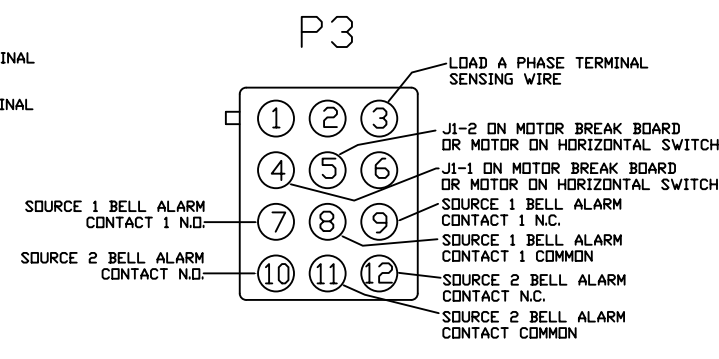 P3
INAL
INAL
LOAD A PHASE TERMINAL
SENSING WIRE
1 2 3
J1-2 ON MOTOR BREAK BOARD
OR MOTOR ON HORIZONTAL SWITCH
4 5 6
J1-1 ON MOTOR BREAK BOARD
OR MOTOR ON HORIZONTAL SWITCH
SOURCE 1 BELL ALARM
CONTACT 1 N.O.
7 8 9
SOURCE 1 BELL ALARM
CONTACT 1 N.C.
SOURCE 1 BELL ALARM
CONTACT 1 COMMON
SOURCE 2 BELL ALARM
CONTACT N.O.
10 11 12
SOURCE 2 BELL ALARM
CONTACT N.C.
SOURCE 2 BELL ALARM
CONTACT COMMON